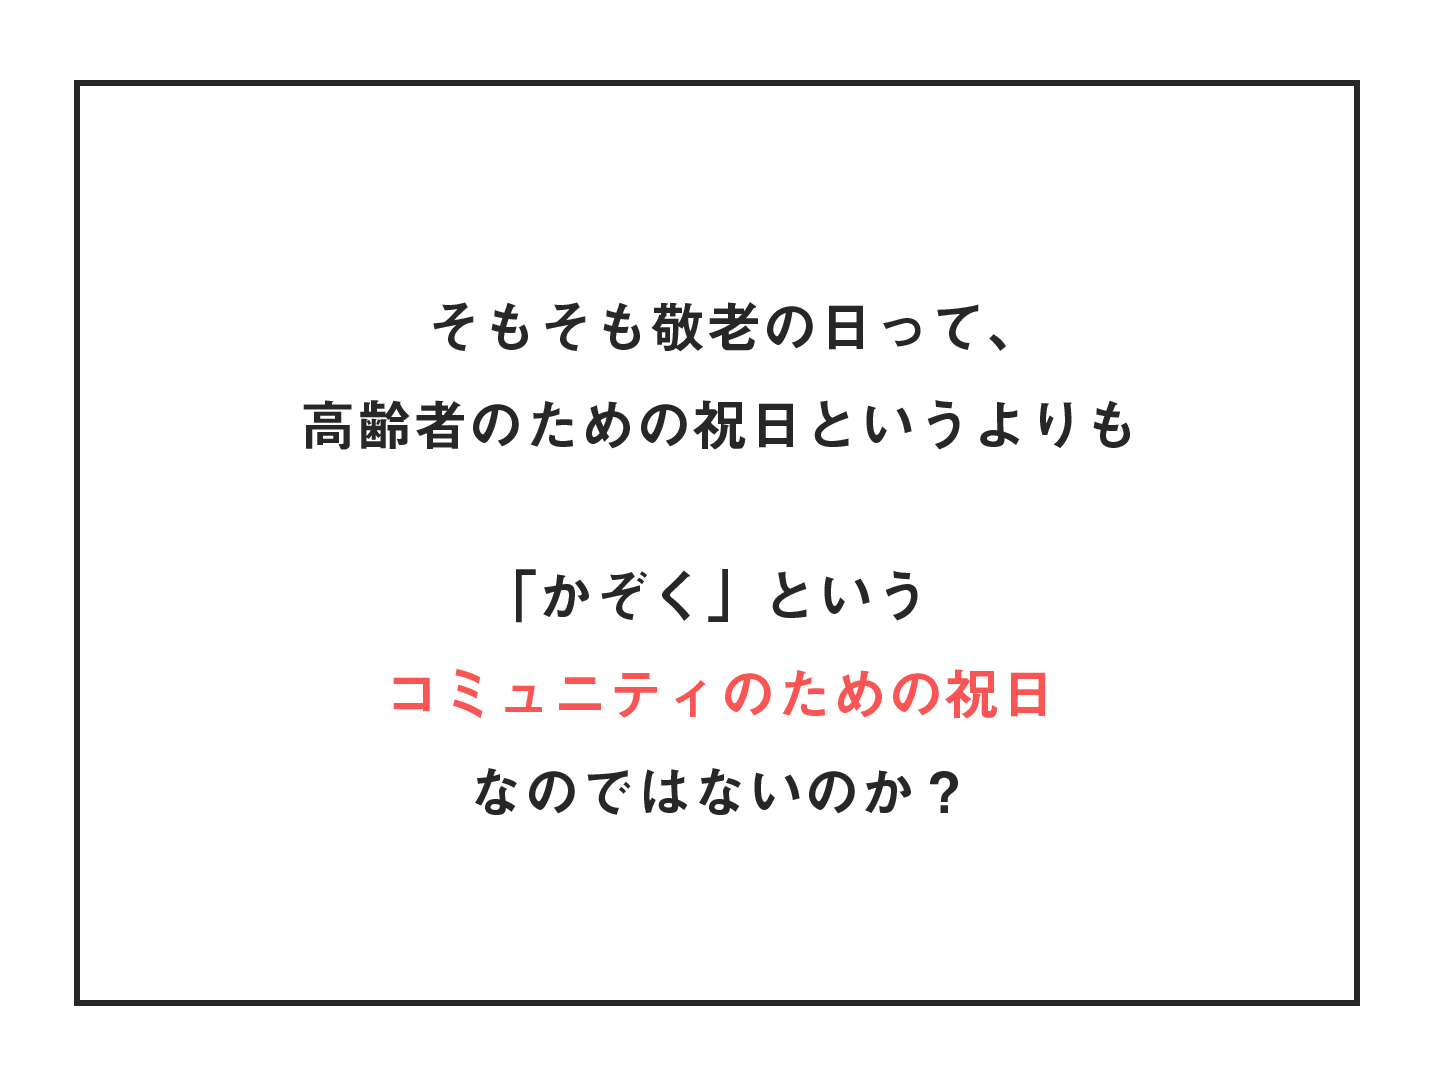 そもそも敬老の日って、
高齢者のための祝日というよりも
「かぞく」という
コミュニティのための祝日
なのではないのか？